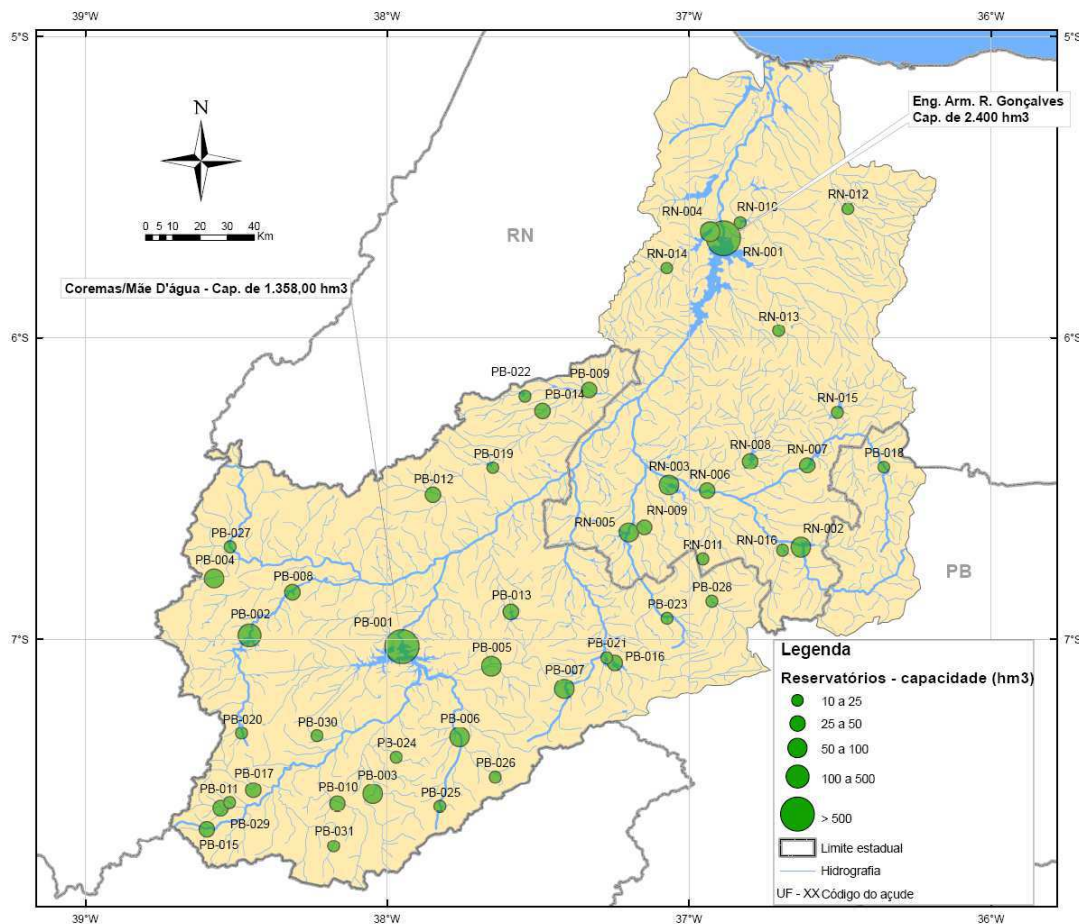 39°W
38°W
37°W
36°W
5°S
5°S
N
Eng. Arm. R. Gonçalves
Cap. de 2.400 hm3
RN-012
RN-010
RN-004
0 5 10 20 30 40
Km
RN
RN-001
RN-014
Coremas/Mãe D'água - Cap. de 1.358,00 hm3
RN-013
6°S
6°S
PB-022
PB-009
PB-014
RN-015
PB-019
RN-008
RN-007
PB-018
PB-012
RN-003
RN-006
RN-009
RN-005
RN-002
PB-027
RN-011
RN-016
PB-004
PB
PB-008
PB-028
PB-013
PB-023
PB-002
PB-001
7°S
7°S
PB-021
PB-005
PB-016
PB-007
Legenda
Reservatórios - capacidade (hm3)
10 a 25
25 a 50
50 a 100
100 a 500
> 500
Limite estadual
Hidrografia
UF - XX Código do açude
PB-020
PB-030
PB-006
PB-024
PB-026
PB-017
PB-003
PB-011
PB-010
PB-025
PB-029
PB-015
PB-031
39°W
38°W
37°W
36°W